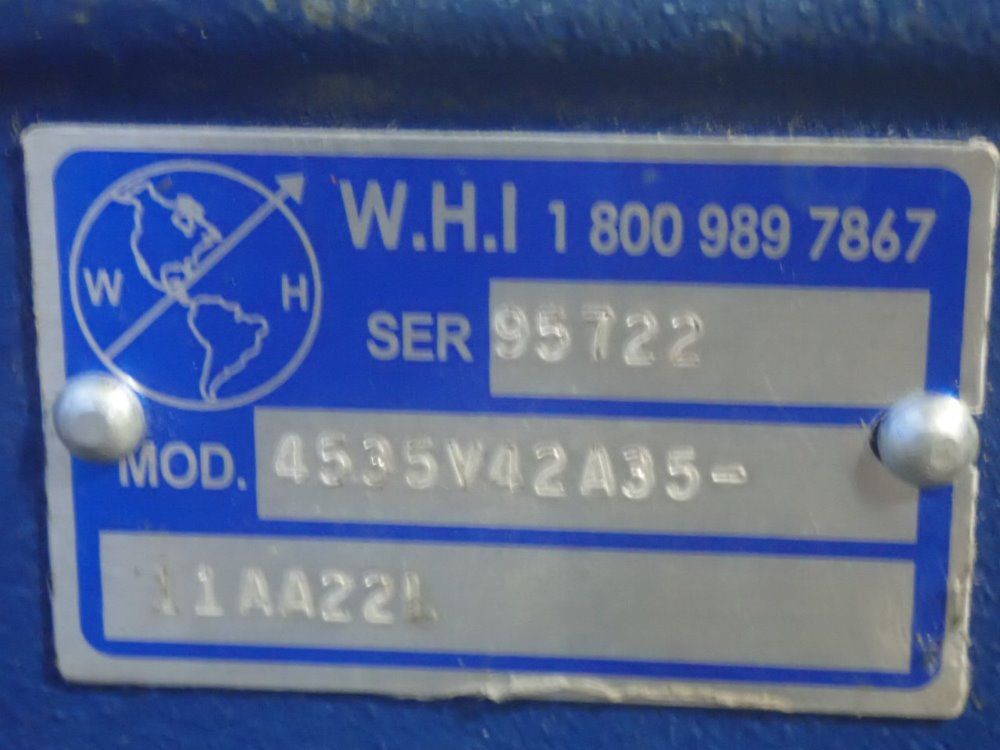 W.H.I 1 800 989 7867
W H
SER 95722
MOD. 4535V42A35-
11AA22L